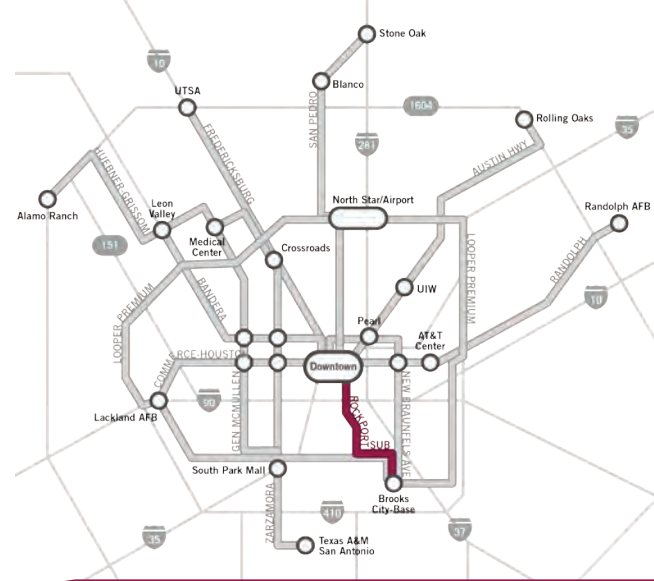 Stone Oak
10
281
Blanco
UTSA
1604
SAN PEDRO
Rolling Oaks
FREDERICKSBURG
35
281
AUSTIN HWY
HUEBNER-GRISSOM
Leon
Valley
North Star/Airport
Randolph AFB
Alamo Ranch
Medical
Center
151
Crossroads
LOOPER PREMIUM
RANDOLPH
UIW
10
BANDERA
LOOPER PREMIUM
Pearl
AT&T
Center
COMMERCE-HOUSTON
Downtown
90
GEN MCMULLEN
ROCKPORT
SUB
NEW BRAUNFELS AVE
Lackland AFB
South Park Mall
Brooks
City-Base
ZARZAMORA
410
35
37
Texas A&M
San Antonio